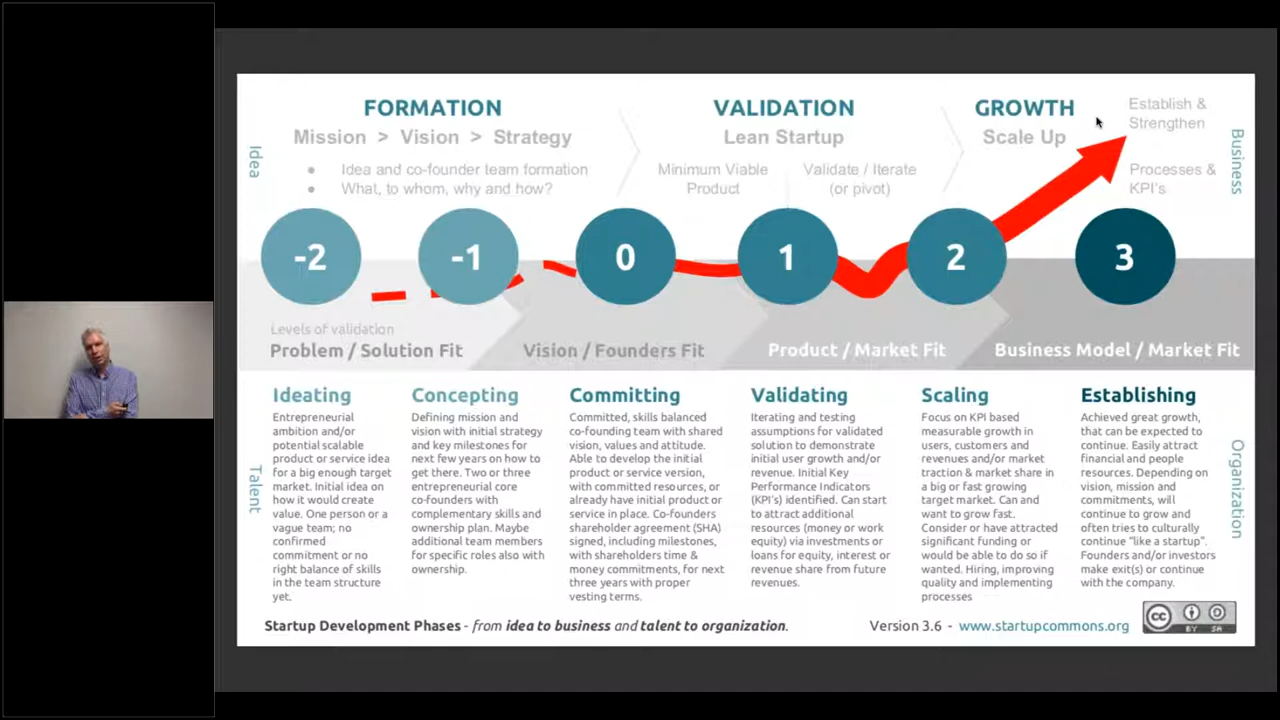 FORMATION
Mission > Vision > Strategy
● Idea and co-founder team formation
● What, to whom, why and how?
VALIDATION
Lean Startup
Minimum Viable
Product
Validate / Iterate
(or pivot)
GROWTH
Scale Up
Establish &
Strengthen
Processes &
KPI's
Idea
Business
-2
-1
0
1
2
3
Levels of validation
Problem / Solution Fit
Vision / Founders Fit
Product / Market Fit
Business Model / Market Fit
Talent
Organization
Ideating
Entrepreneurial
ambition and/or
potential scalable
product or service idea
for a big enough target
market. Initial idea on
how it would create
value. One person or a
vague team; no
confirmed
commitment or no
right balance of skills
in the team structure
yet.
Concepting
Defining mission and
vision with initial strategy
and key milestones for
next few years on how to
get there. Two or three
entrepreneurial core
co-founders with
complementary skills and
ownership plan. Maybe
additional team members
for specific roles also with
ownership.
Committing
Committed, skills balanced
co-founding team with shared
vision, values and attitude.
Able to develop the initial
product or service version,
with committed resources, or
already have initial product or
service in place. Co-founders
shareholder agreement (SHA)
signed, including milestones,
with shareholders time &
money commitments, for next
three years with proper
vesting terms.
Validating
Iterating and testing
assumptions for validated
solution to demonstrate
initial user growth and/or
revenue. Initial Key
Performance Indicators
(KPI's) identified. Can start
to attract additional
resources (money or work
equity) via investments or
loans for equity, interest or
revenue share from future
revenues.
Scaling
Focus on KPI based
measurable growth in
users, customers and
revenues and/or market
traction & market share in
a big or fast growing
target market. Can and
want to grow fast.
Consider or have attracted
significant funding or
would be able to do so if
wanted. Hiring, improving
quality and implementing
processes
Establishing
Achieved great growth,
that can be expected to
continue. Easily attract
financial and people
resources. Depending on
vision, mission and
commitments, will
continue to grow and
often tries to culturally
continue "like a startup".
Founders and/or investors
make exit(s) or continue
with the company.
Startup Development Phases - from idea to business and talent to organization.
Version 3.6 - www.startupcommons.org
cc
BY SA